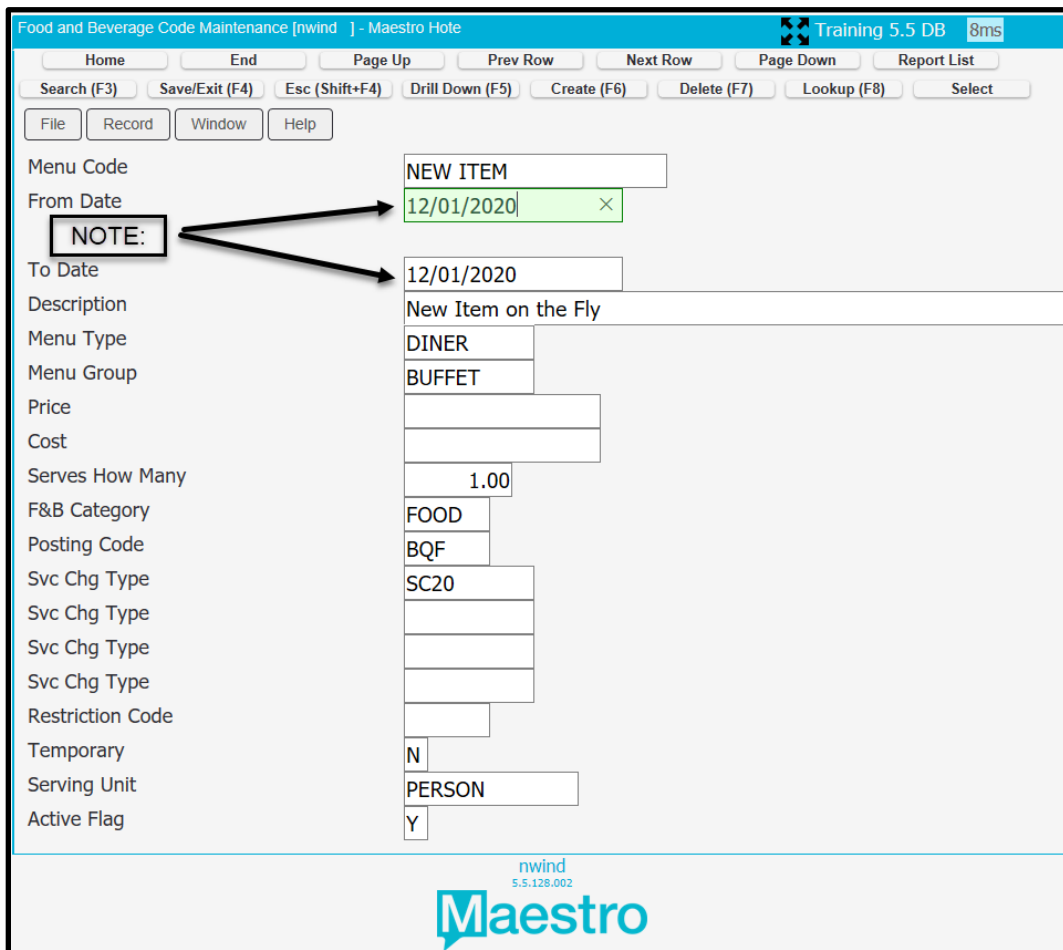 Food and Beverage Code Maintenance [nwind ] - Maestro Hote Training 5.5 DB 8ms
Home End Page Up Prev Row Next Row Page Down Report List
Search (F3) Save/Exit (F4) Esc (Shift+F4) Drill Down (F5) Create (F6) Delete (F7) Lookup (F8) Select
File Record Window Help
Menu Code NEW ITEM
From Date 12/01/2020
NOTE:
To Date 12/01/2020
Description New Item on the Fly
Menu Type DINER
Menu Group BUFFET
Price
Cost
Serves How Many 1.00
F&B Category FOOD
Posting Code BQF
Svc Chg Type SC20
Svc Chg Type
Svc Chg Type
Svc Chg Type
Restriction Code
Temporary N
Serving Unit PERSON
Active Flag Y
nwind
5.5.128.002
Maestro